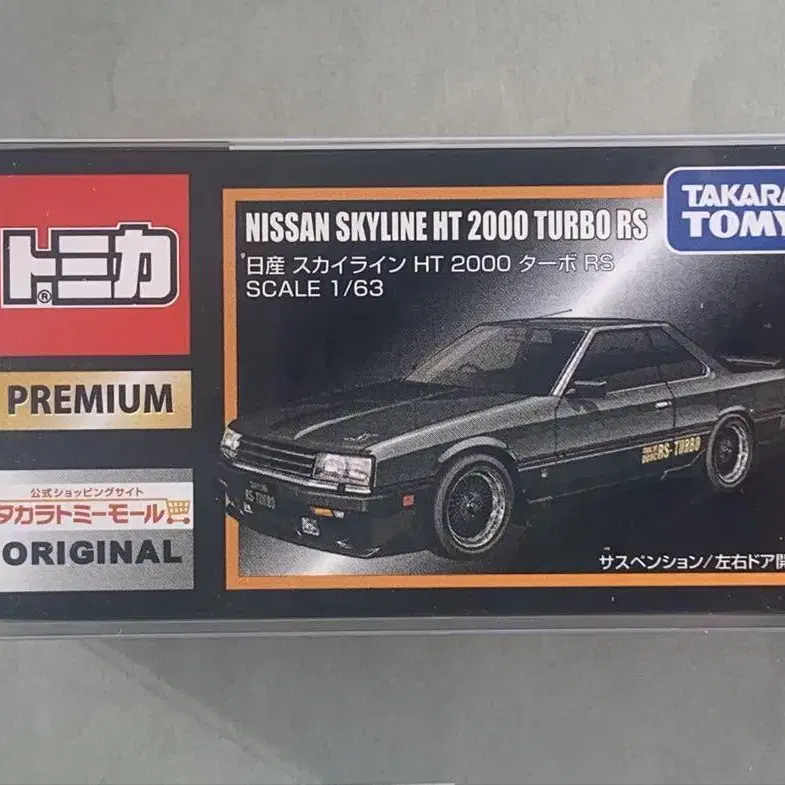 トミカ
®
PREMIUM
公式ショッピングサイト
タカラトミーモール
ORIGINAL
NISSAN SKYLINE HT 2000 TURBO RS
日産 スカイライン HT 2000 ターボ RS
SCALE 1/63
TAKARA
TOMY
RS-TURBO
RS-TURBO
サスペンション/左右ドア開